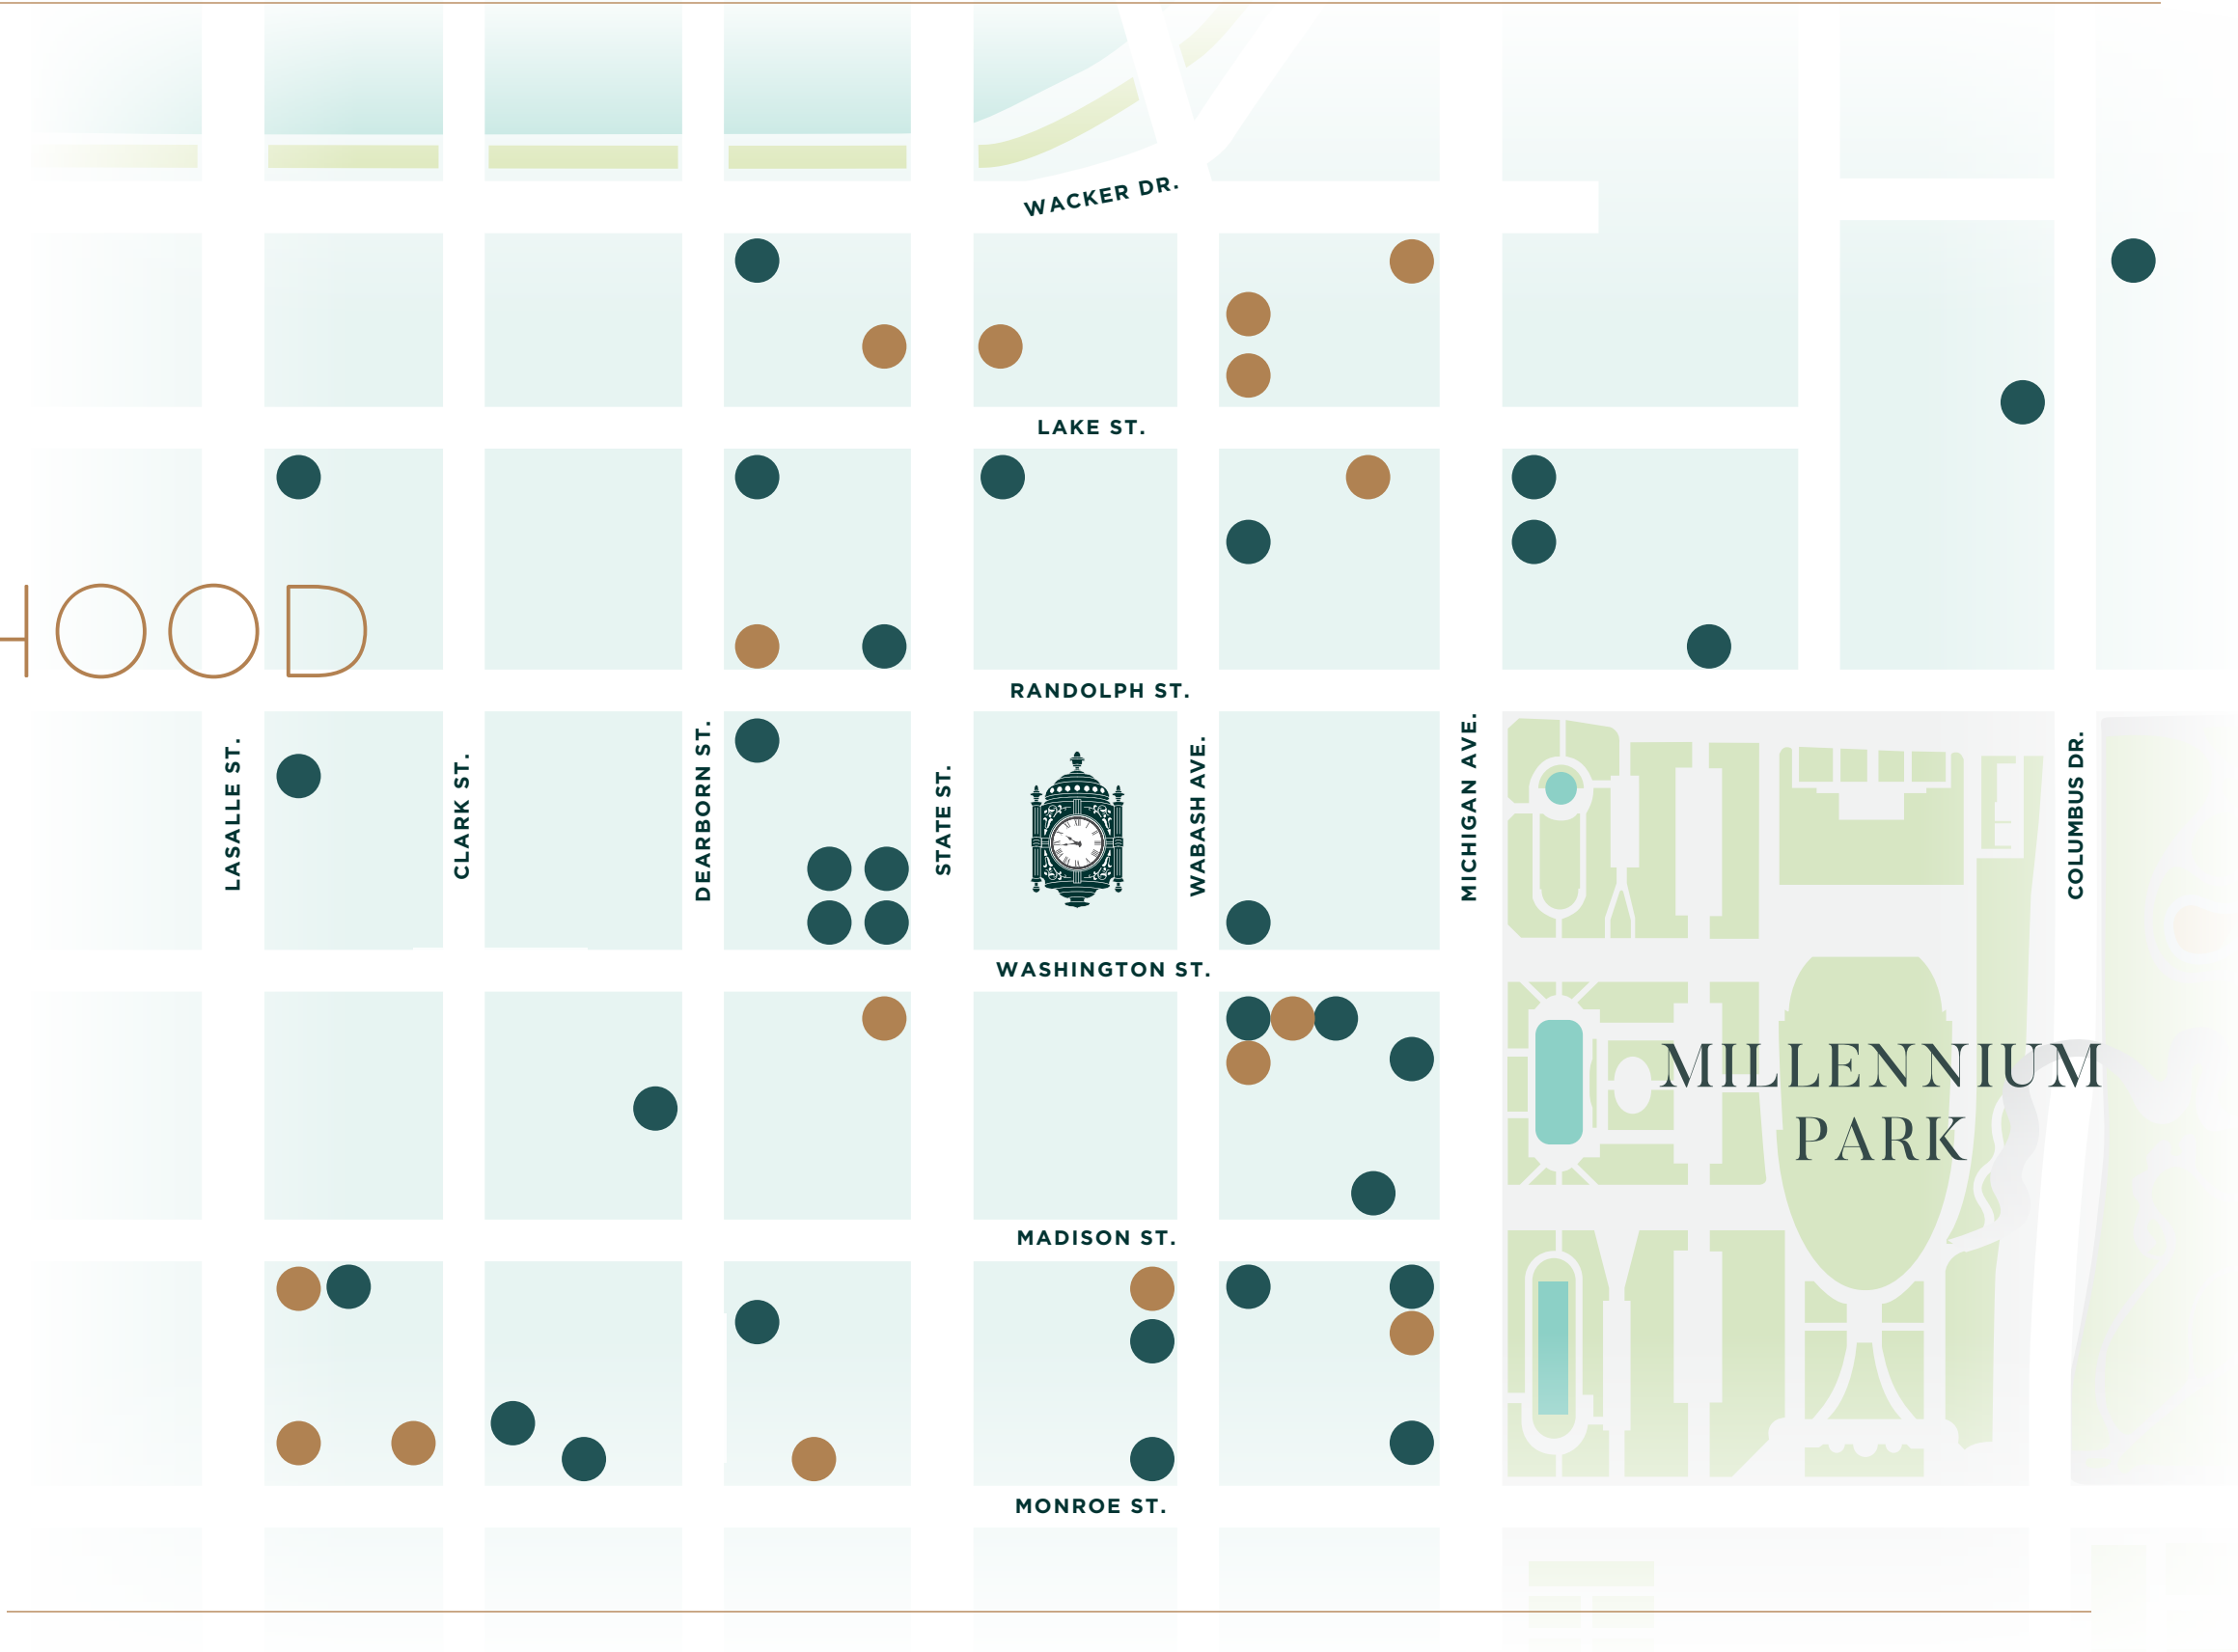 WACKER DR.
LAKE ST.
HOOD
RANDOLPH ST.
LASALLE ST.
CLARK ST.
DEARBORN ST.
STATE ST.
WABASH AVE.
MICHIGAN AVE.
COLUMBUS DR.
WASHINGTON ST.
MILLENNIUM
PARK
MADISON ST.
MONROE ST.